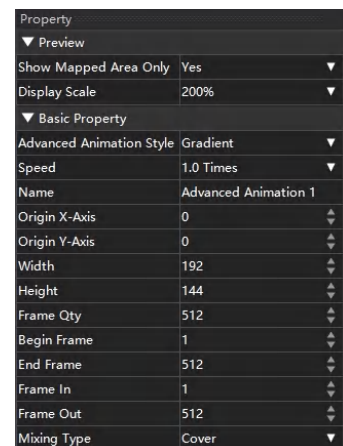 Property
Preview
Show Mapped Area Only Yes
Display Scale 200%
Basic Property
Advanced Animation Style Gradient
Speed 1.0 Times
Name Advanced Animation 1
Origin X-Axis 0
Origin Y-Axis 0
Width 192
Height 144
Frame Qty 512
Begin Frame 1
End Frame 512
Frame In 1
Frame Out 512
Mixing Type Cover